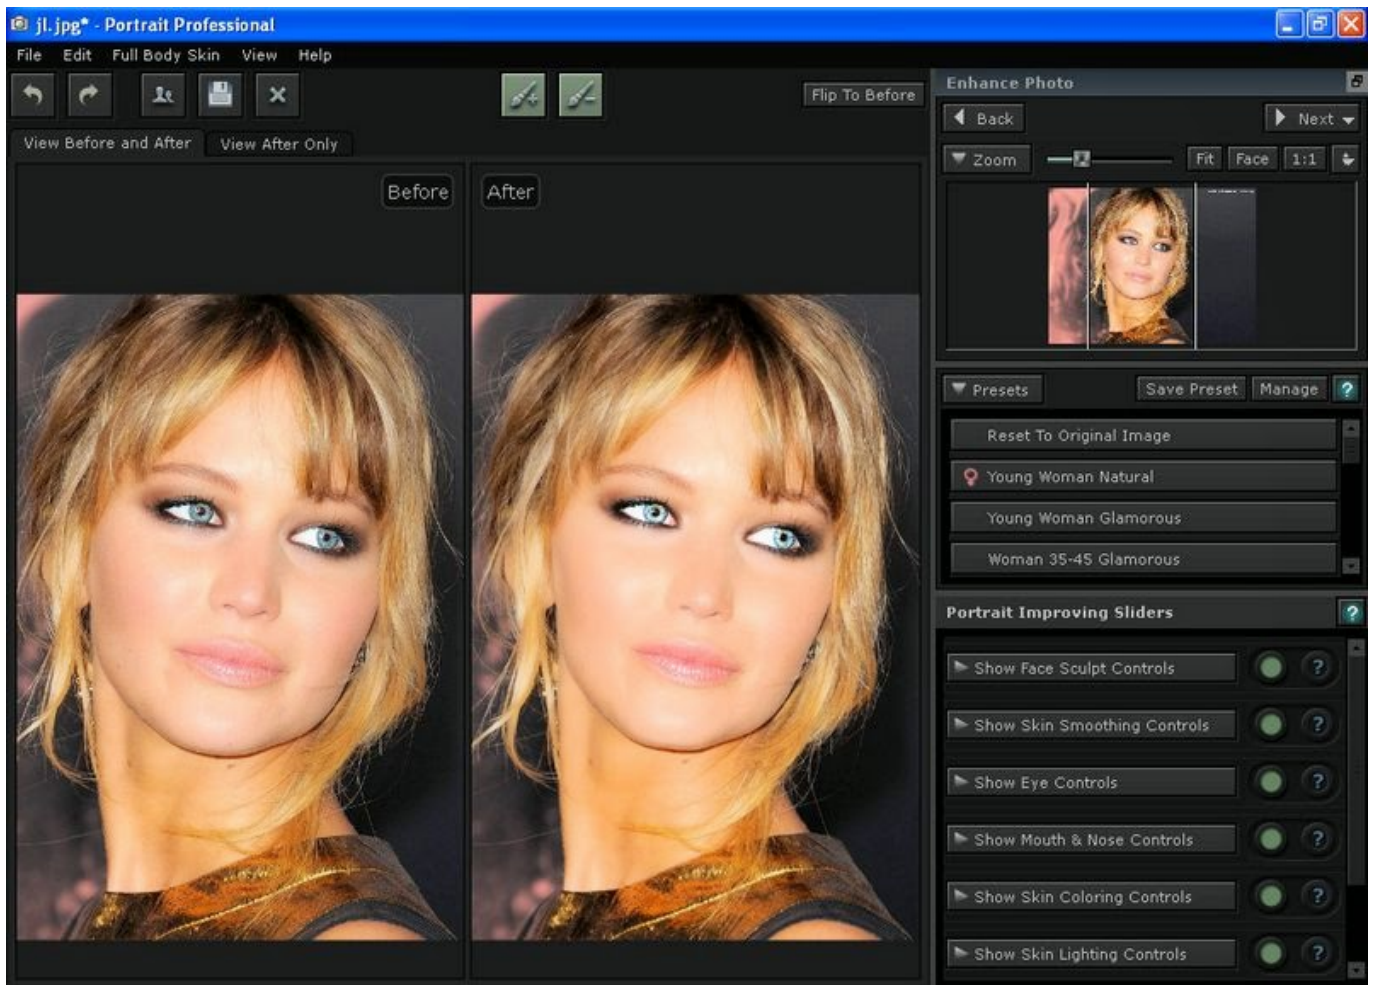 jl.jpg* - Portrait Professional
File Edit Full Body Skin View Help
Flip To Before
View Before and After View After Only
Before After
Enhance Photo
Back Next
Zoom Fit Face 1:1
Presets Save Preset Manage ?
Reset To Original Image
Young Woman Natural
Young Woman Glamorous
Woman 35-45 Glamorous
Portrait Improving Sliders ?
Show Face Sculpt Controls ?
Show Skin Smoothing Controls ?
Show Eye Controls ?
Show Mouth & Nose Controls ?
Show Skin Coloring Controls ?
Show Skin Lighting Controls ?